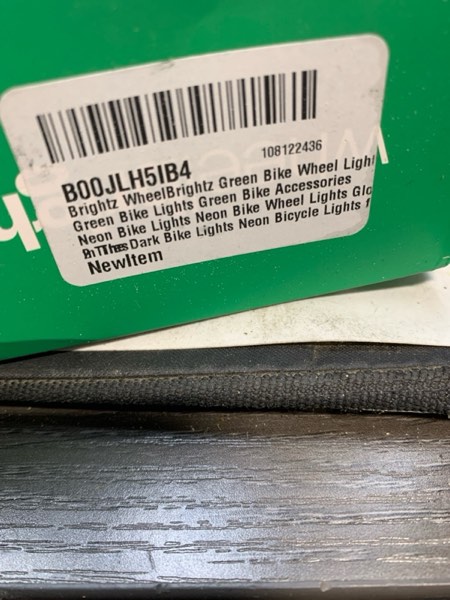 108122436
B00JLH5IB4
Brightz WheelBrightz Green Bike Wheel Light
Green Bike Lights Green Bike Accessories
Neon Bike Wheel Lights Neon Bike Lights Glo
Dark Bike Lights Neon Bicycle Lights f
NewItem